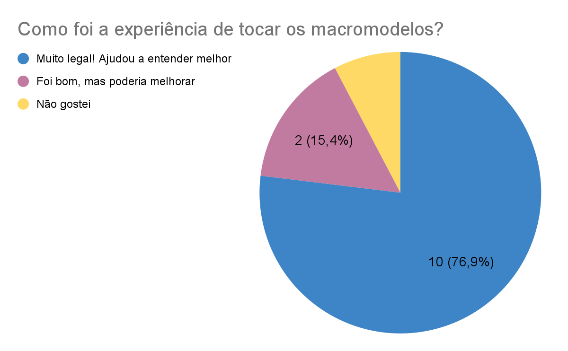 Como foi a experiência de tocar os macromodelos?
Muito legal! Ajudou a entender melhor
Foi bom, mas poderia melhorar
Não gostei
2 (15,4%)
10 (76,9%)